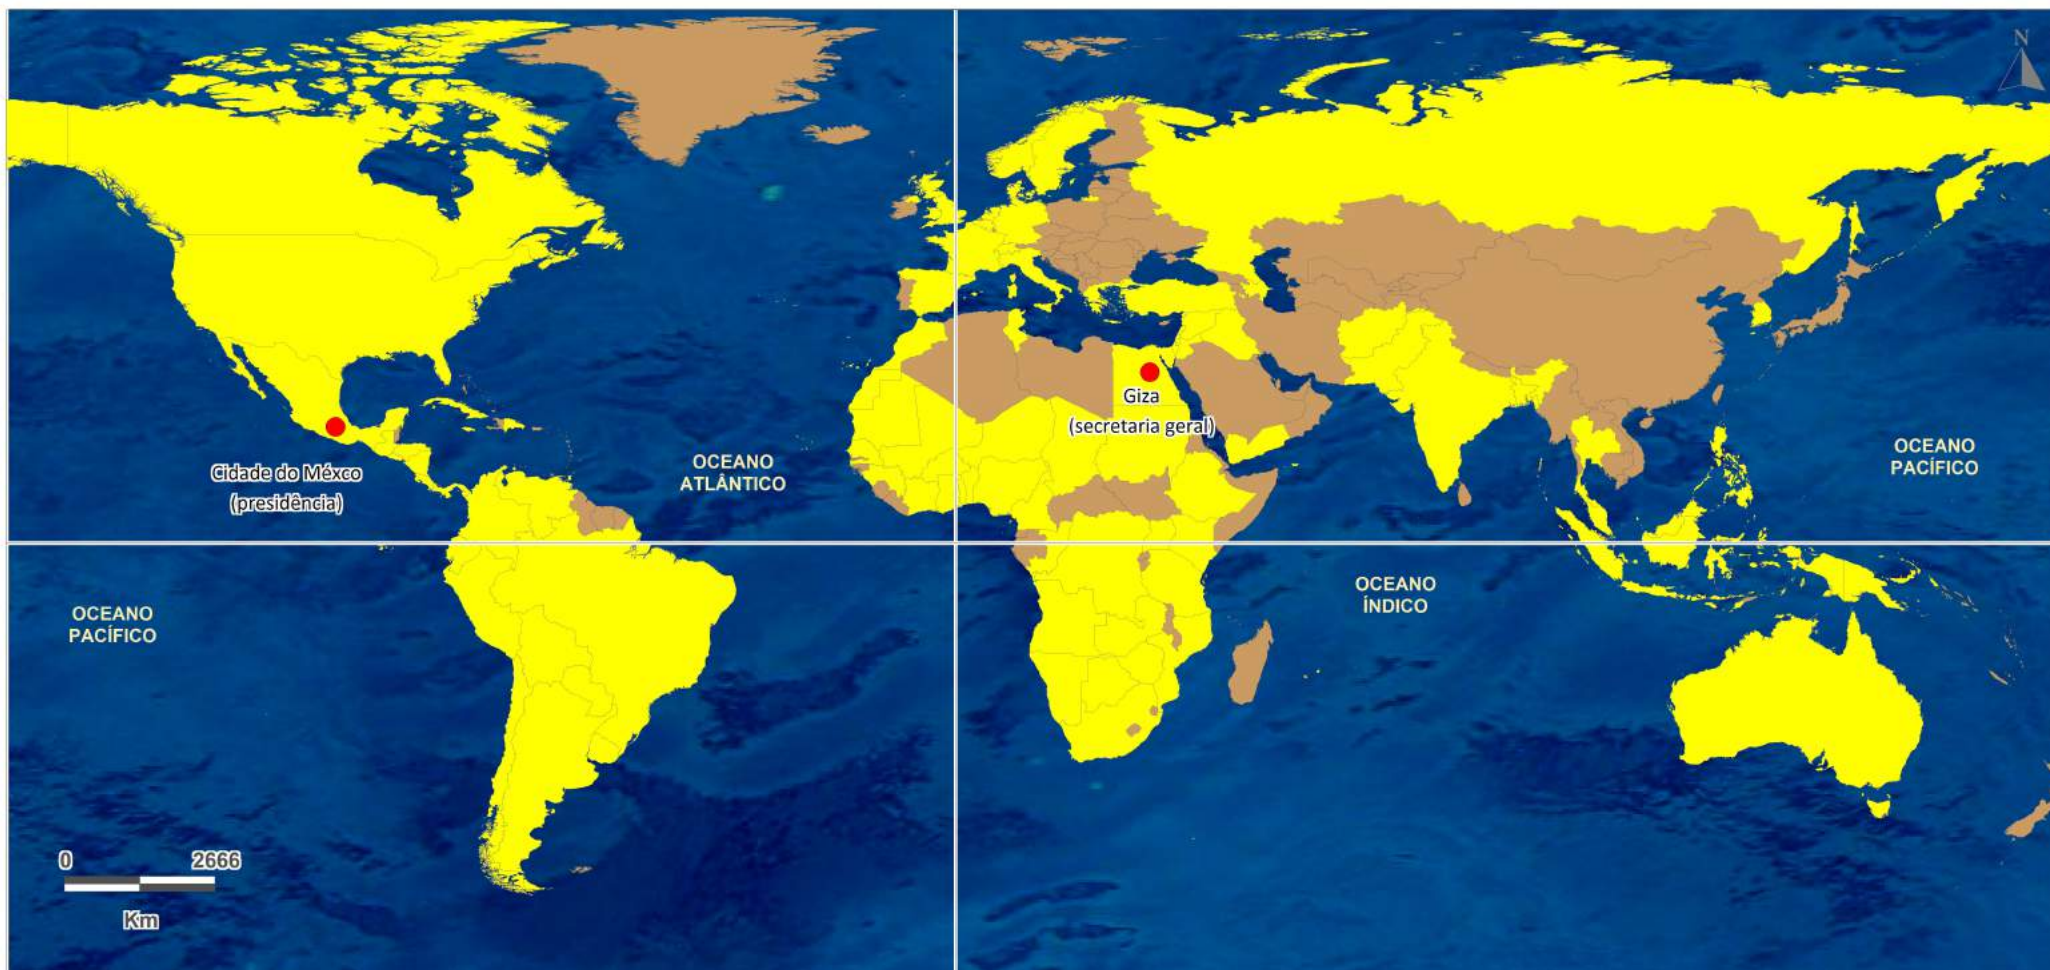 N
Giza
(secretaria geral)
Cidade do Méxco
(presidência)
OCEANO
ATLÂNTICO
OCEANO
PACÍFICO
OCEANO
PACÍFICO
OCEANO
ÍNDICO
0 2666
Km